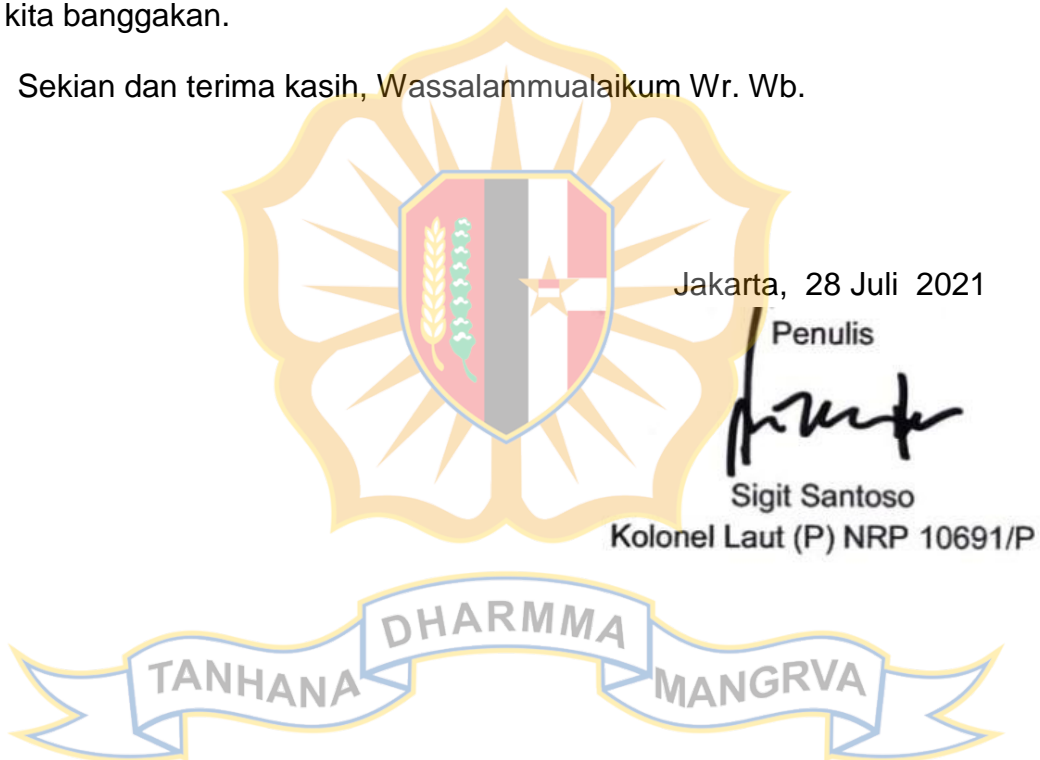 kita banggakan.
Sekian dan terima kasih, Wassalammualaikum Wr. Wb.
Jakarta,  28 Juli  2021
Penulis
Sigit Santoso
Kolonel Laut (P) NRP 10691/P
TANHANA DHARMMA MANGRVA